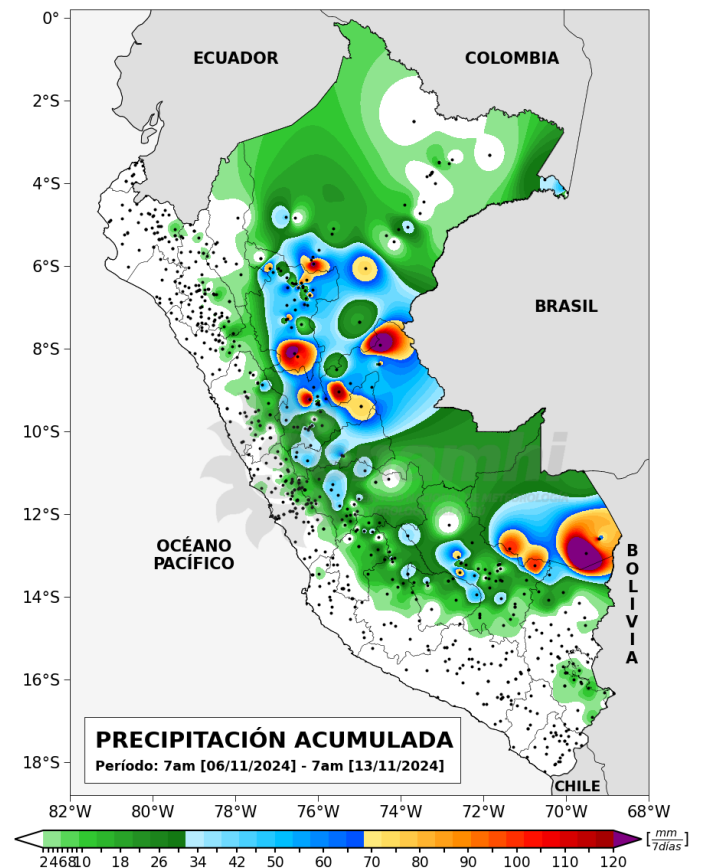 0°
2°S
4°S
6°S
8°S
10°S
12°S
14°S
16°S
18°S
ECUADOR
COLOMBIA
BRASIL
OCÉANO
PACÍFICO
B
O
L
I
V
I
A
PRECIPITACIÓN ACUMULADA
Período: 7am [06/11/2024] - 7am [13/11/2024]
CHILE
82°W 80°W 78°W 76°W 74°W 72°W 70°W 68°W
2 4 6 8 10 18 26 34 42 50 60 70 80 90 100 110 120
[mm/7días]